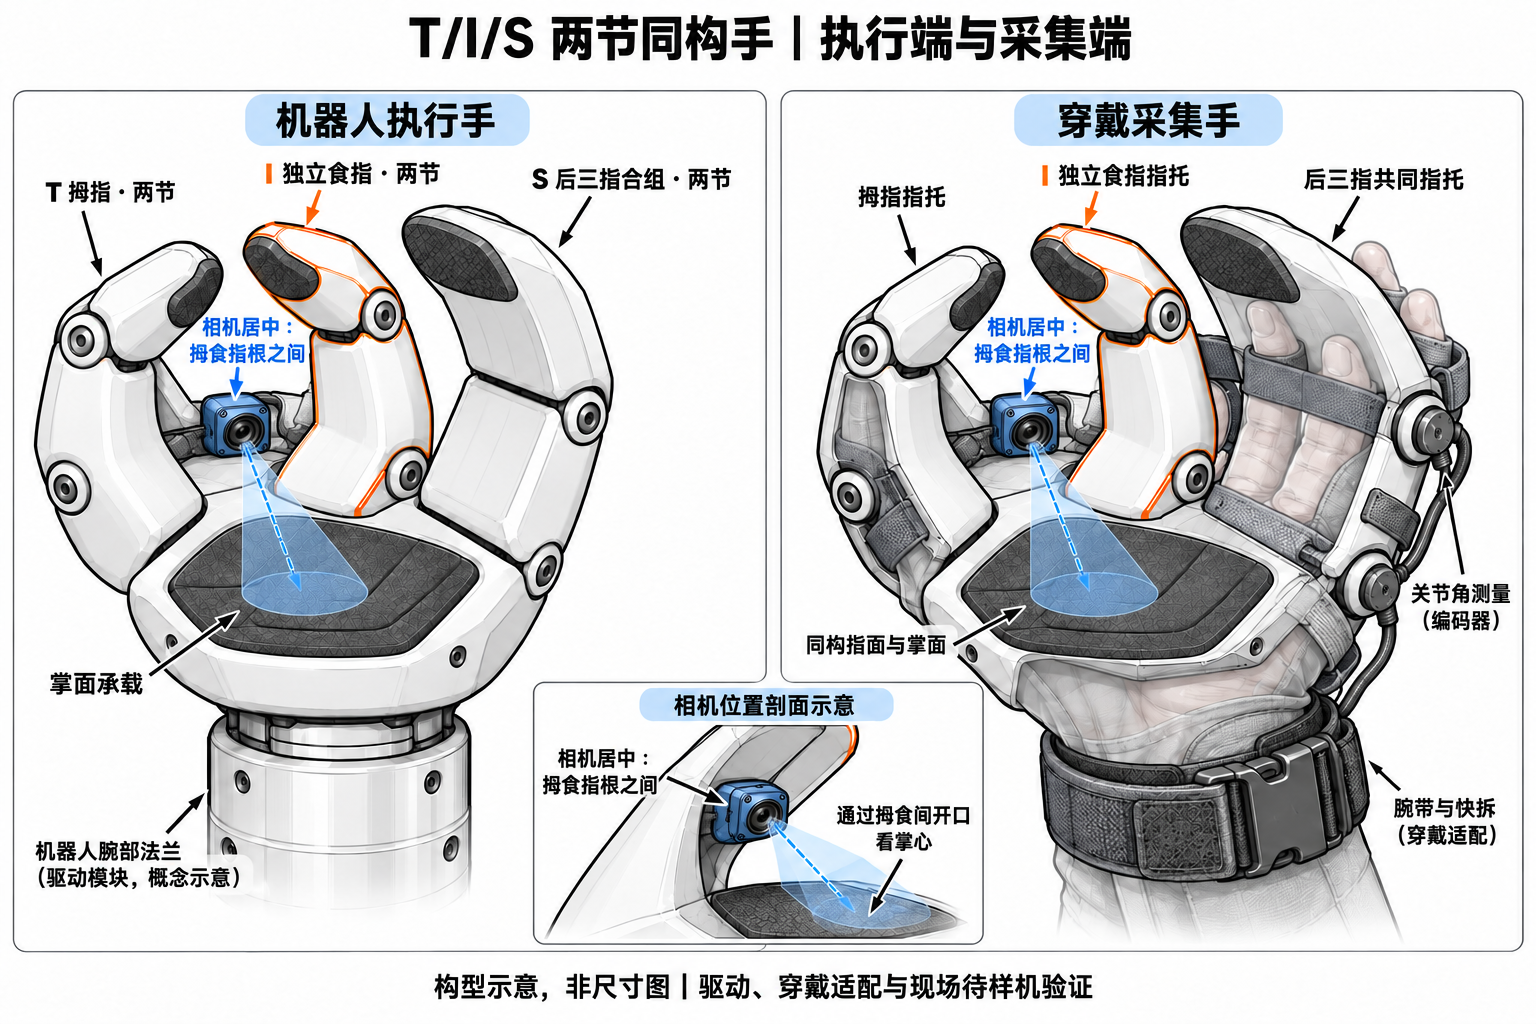 T/I/S 两节同构手｜执行端与采集端
机器人执行手
T 拇指·两节
I 独立食指·两节
S 后三指合组·两节
相机居中：
拇食指根之间
掌面承载
机器人腕部法兰
（驱动模块，概念示意）
穿戴采集手
拇指指托
I 独立食指指托
后三指共同指托
相机居中：
拇食指根之间
同构指面与掌面
关节角测量
（编码器）
腕带与快拆
（穿戴适配）
相机位置剖面示意
相机居中：
拇食指根之间
通过拇食间开口
看掌心
构型示意，非尺寸图｜驱动、穿戴适配与现场待样机验证